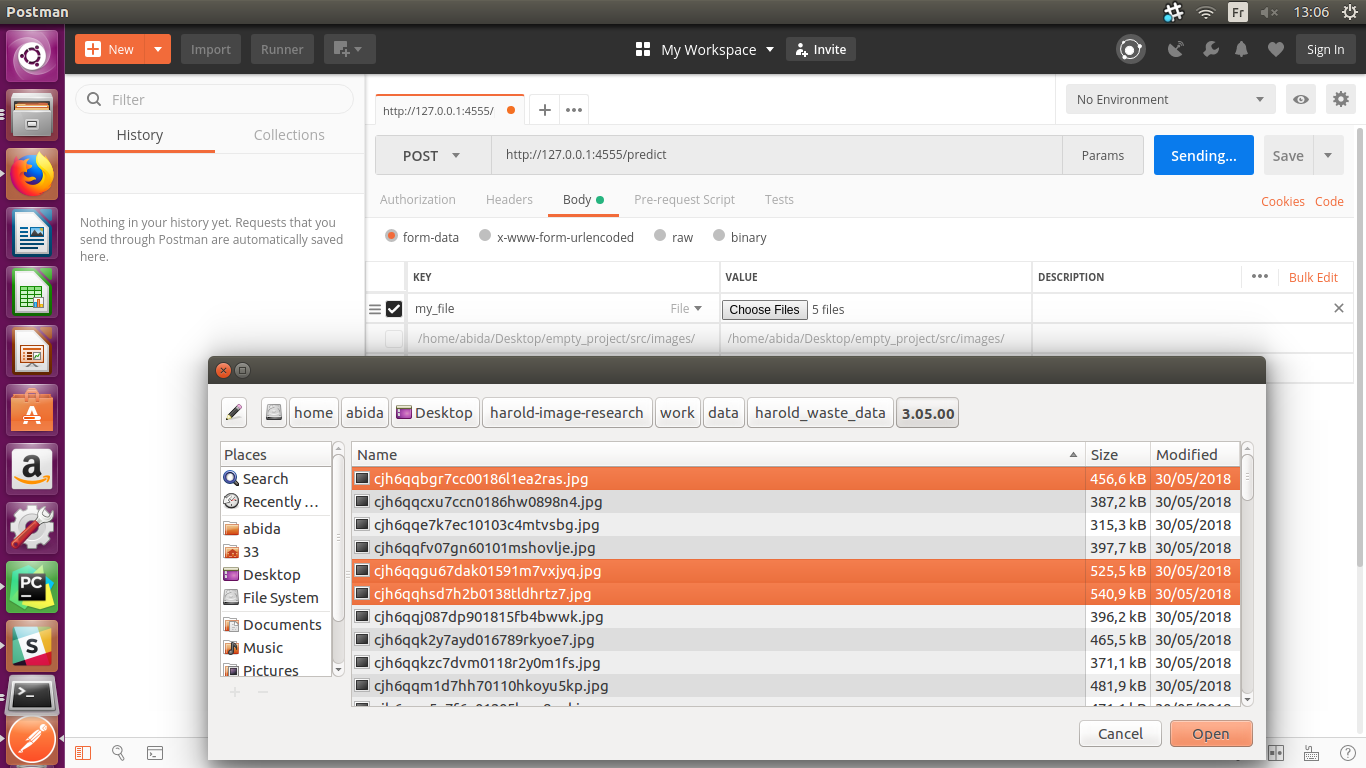 Postman
Fr
13:06
New
Import
Runner
My Workspace
Invite
Sign In
Filter
History
Collections
Nothing in your history yet. Requests that you
send through Postman are automatically saved
here.
http://127.0.0.1:4555/
No Environment
POST
http://127.0.0.1:4555/predict
Params
Sending...
Save
Authorization
Headers
Body
Pre-request Script
Tests
Cookies
Code
form-data
x-www-form-urlencoded
raw
binary
KEY
VALUE
DESCRIPTION
Bulk Edit
my_file
File
Choose Files
5 files
/home/abida/Desktop/empty_project/src/images/
/home/abida/Desktop/empty_project/src/images/
home
abida
Desktop
harold-image-research
work
data
harold_waste_data
3.05.00
Places
Search
Recently ...
abida
33
Desktop
File System
Documents
Music
Pictures
Name
Size
Modified
cjh6qqbgr7cc00186l1ea2ras.jpg 456,6 kB 30/05/2018
cjh6qqcxu7ccn0186hw0898n4.jpg 387,2 kB 30/05/2018
cjh6qqe7k7ec10103c4mtvsbg.jpg 315,3 kB 30/05/2018
cjh6qqfv07gn60101mshovlje.jpg 397,7 kB 30/05/2018
cjh6qqgu67dak01591m7vxjyq.jpg 525,5 kB 30/05/2018
cjh6qqhsd7h2b0138tldhrtz7.jpg 540,9 kB 30/05/2018
cjh6qqj087dp901815fb4bwwk.jpg 396,2 kB 30/05/2018
cjh6qqk2y7ayd016789rkyoe7.jpg 465,5 kB 30/05/2018
cjh6qqkzc7dvm0118r2y0m1fs.jpg 371,1 kB 30/05/2018
cjh6qqm1d7hh70110hkoyu5kp.jpg 481,9 kB 30/05/2018
Cancel
Open
PC
S